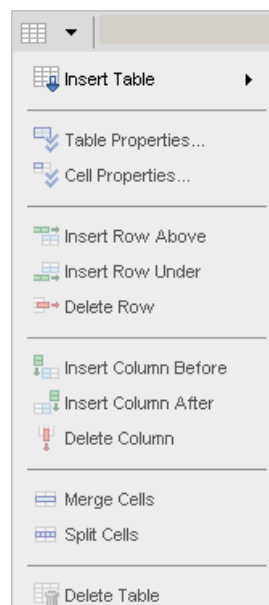 Insert Table
Table Properties...
Cell Properties...
Insert Row Above
Insert Row Under
Delete Row
Insert Column Before
Insert Column After
Delete Column
Merge Cells
Split Cells
Delete Table